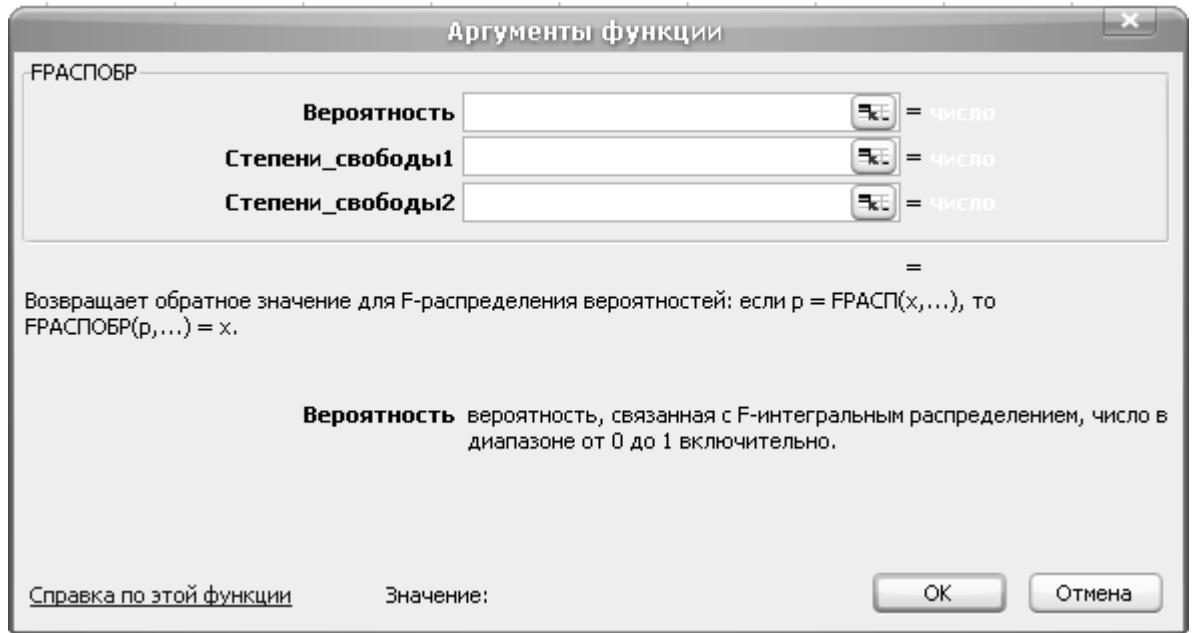 Аргументы функции
FРАСПОБР
Вероятность = число
Степени_свободы1 = число
Степени_свободы2 = число
=
Возвращает обратное значение для F-распределения вероятностей: если p = FРАСП(x,...), то
FРАСПОБР(p,...) = x.
Вероятность вероятность, связанная с F-интегральным распределением, число в
диапазоне от 0 до 1 включительно.
Справка по этой функции Значение: ОК Отмена